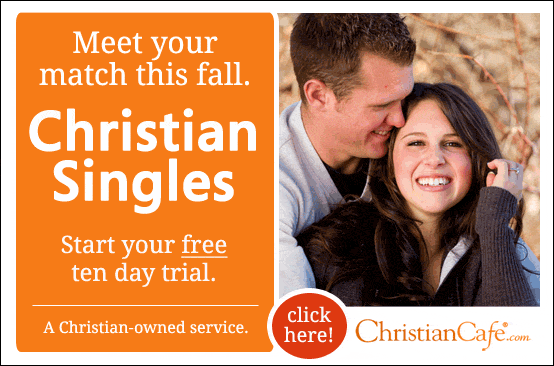 Meet your
match this fall.
Christian
Singles
Start your free
ten day trial.
A Christian-owned service.
click
here!
ChristianCafe®.com